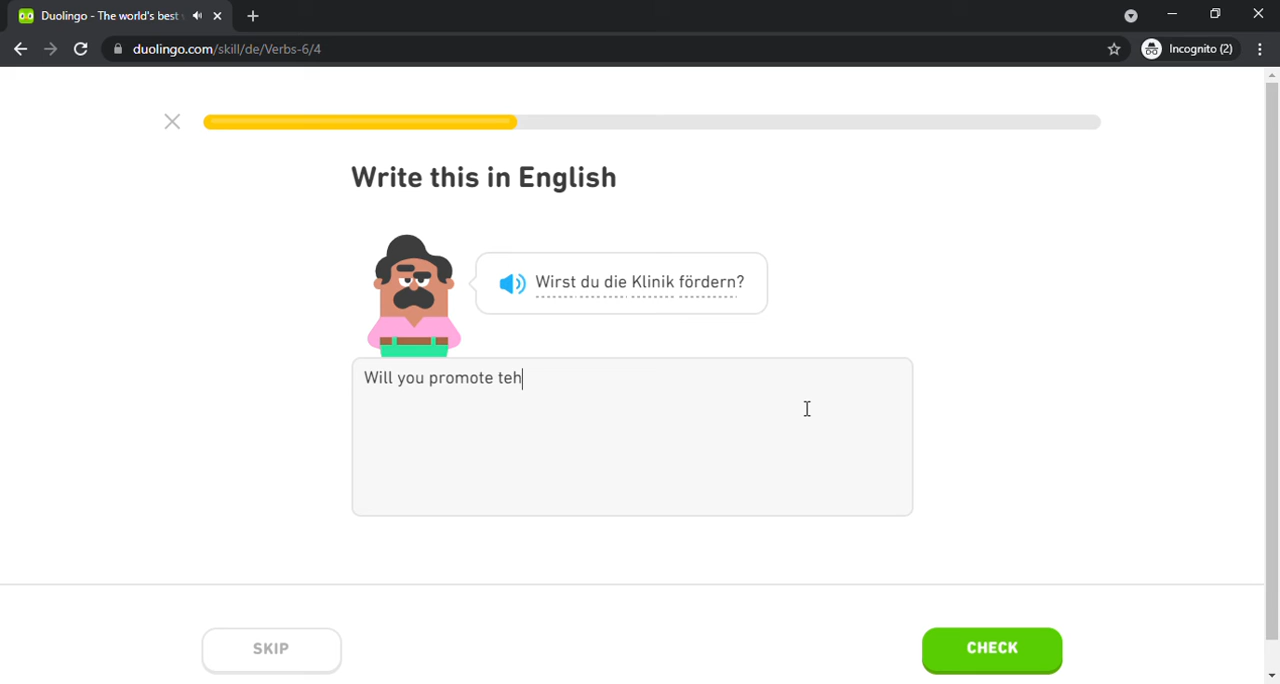 Duolingo - The world's best
duolingo.com/skill/de/Verbs-6/4
Incognito (2)
Write this in English
Wirst du die Klinik fördern?
Will you promote teh
SKIP
CHECK